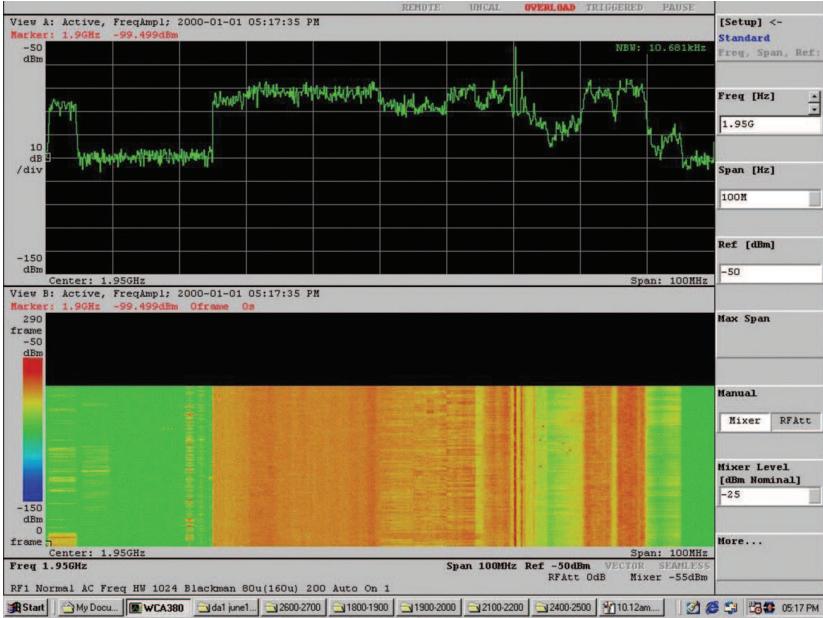 REMOTE UNCAL OVERLOAD TRIGGERED PAUSE
View A: Active, FreqAmpl; 2000-01-01 05:17:35 PM
Marker: 1.9GHz -99.499dBm
-50
dBm
NBW: 10.681kHz
10
dB
/div
-150
dBm
Center: 1.95GHz Span: 100MHz
View B: Active, FreqAmpl; 2000-01-01 05:17:35 PM
Marker: 1.9GHz -99.499dBm 0frame 0s
290
frame
-50
dBm
-150
dBm
0
frame
Center: 1.95GHz Span: 100MHz
Freq 1.95GHz Span 100MHz Ref -50dBm VECTOR SEAMLESS
RFAtt 0dB Mixer -55dBm
RF1 Normal AC Freq HW 1024 Blackman 80u(160u) 200 Auto On 1
[Setup] <-
Standard
Freq, Span, Ref:
Freq [Hz]
1.95G
Span [Hz]
100M
Ref [dBm]
-50
Max Span
Manual
Mixer RFAtt
Mixer Level
[dBm Nominal]
-25
More...
Start My Docu... WCA380 da1 june1... 2600-2700 1800-1900 1900-2000 2100-2200 2400-2500 10.12am.... 05:17 PM